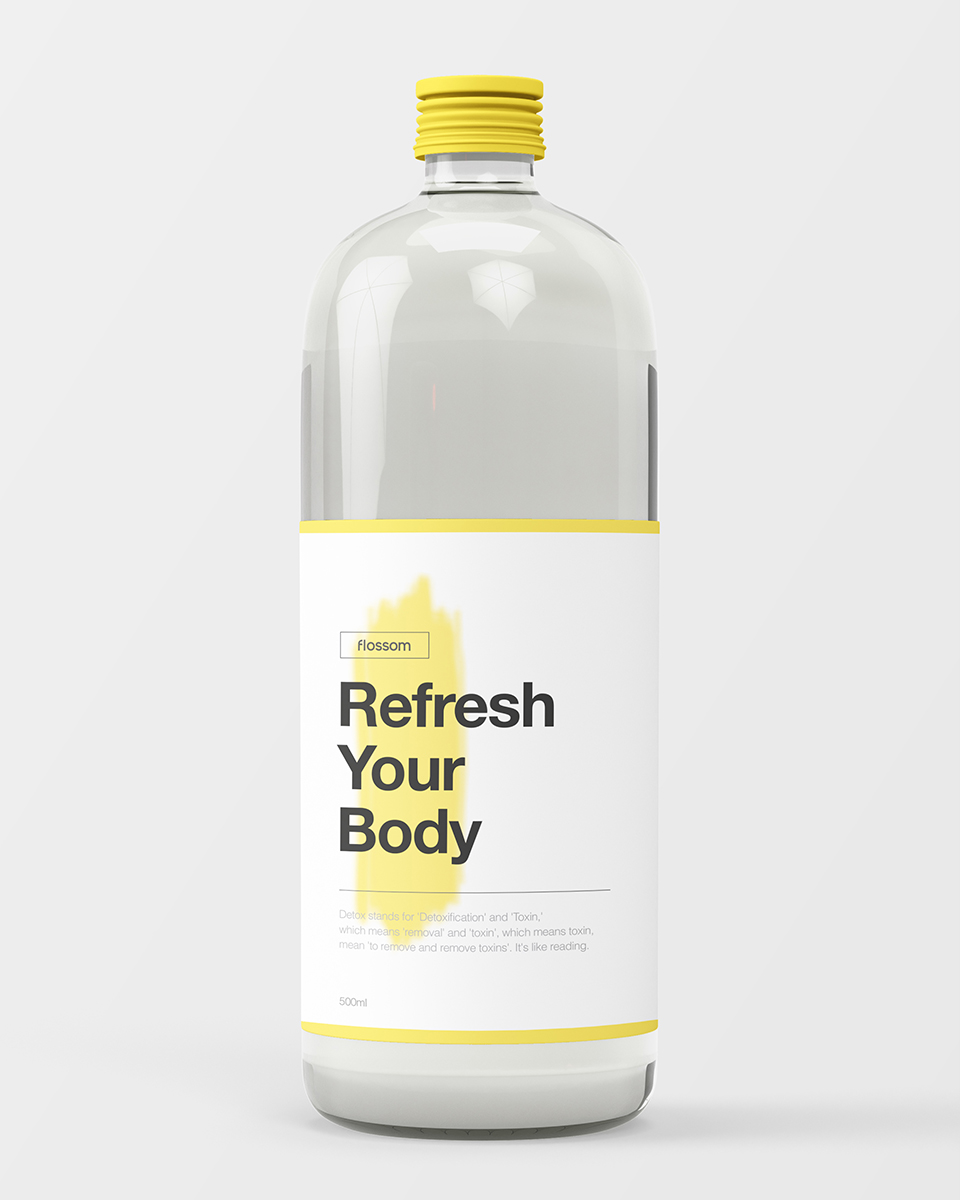 flossom
Refresh
Your
Body
Detox stands for 'Detoxification' and 'Toxin,'
which means 'removal' and 'toxin', which means toxin,
mean 'to remove and remove toxins'. It's like reading.
500ml